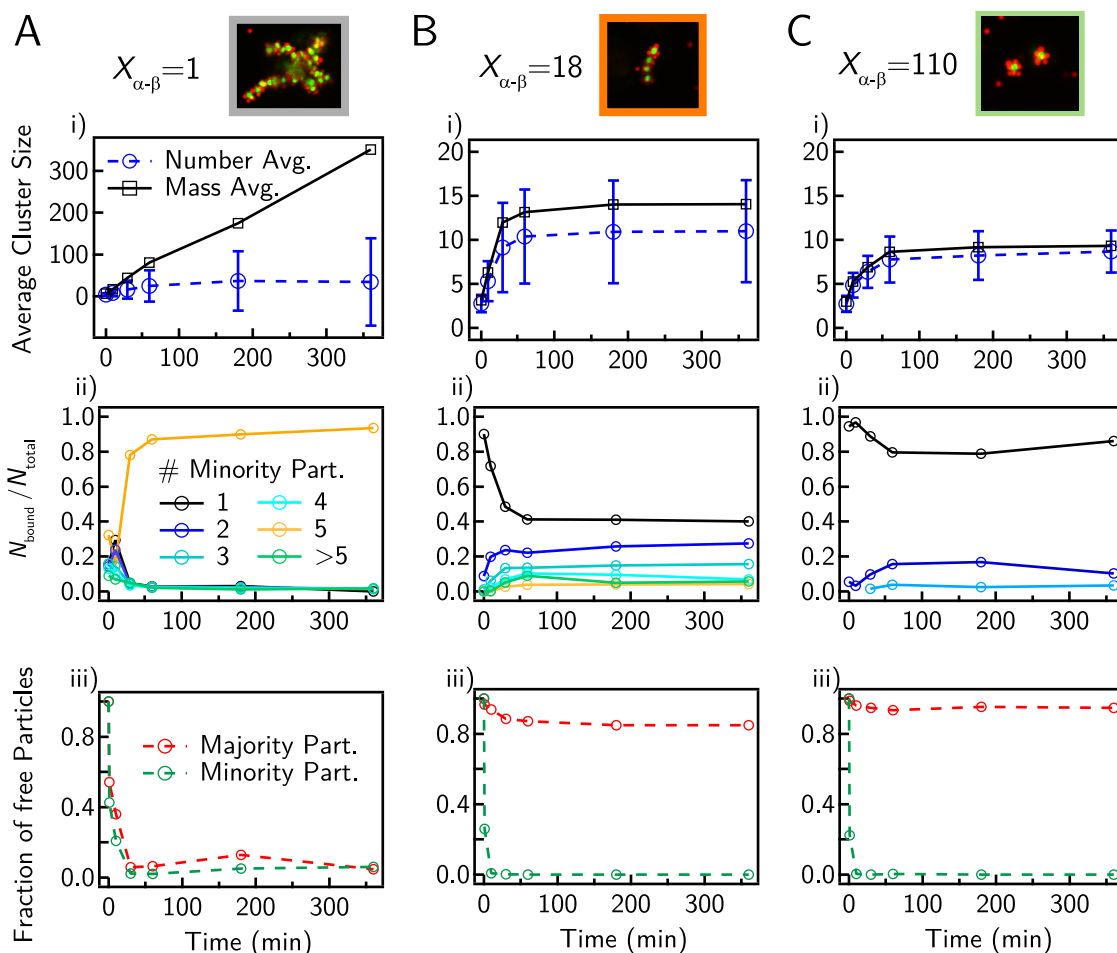 A B C
X_α-β=1 X_α-β=18 X_α-β=110
i) i) i)
Average Cluster Size
300
200
100
0
Number Avg.
Mass Avg.
0 100 200 300
20
15
10
5
0
0 100 200 300
20
15
10
5
0
0 100 200 300
ii) ii) ii)
N_bound / N_total
1.0
0.8
0.6
0.4
0.2
0.0
# Minority Part.
1 4
2 5
3 >5
0 100 200 300
1.0
0.8
0.6
0.4
0.2
0.0
0 100 200 300
1.0
0.8
0.6
0.4
0.2
0.0
0 100 200 300
iii) iii) iii)
Fraction of free Particles
0.8
0.4
0.0
Majority Part.
Minority Part.
0 100 200 300
Time (min)
0.8
0.4
0.0
0 100 200 300
Time (min)
0.8
0.4
0.0
0 100 200 300
Time (min)